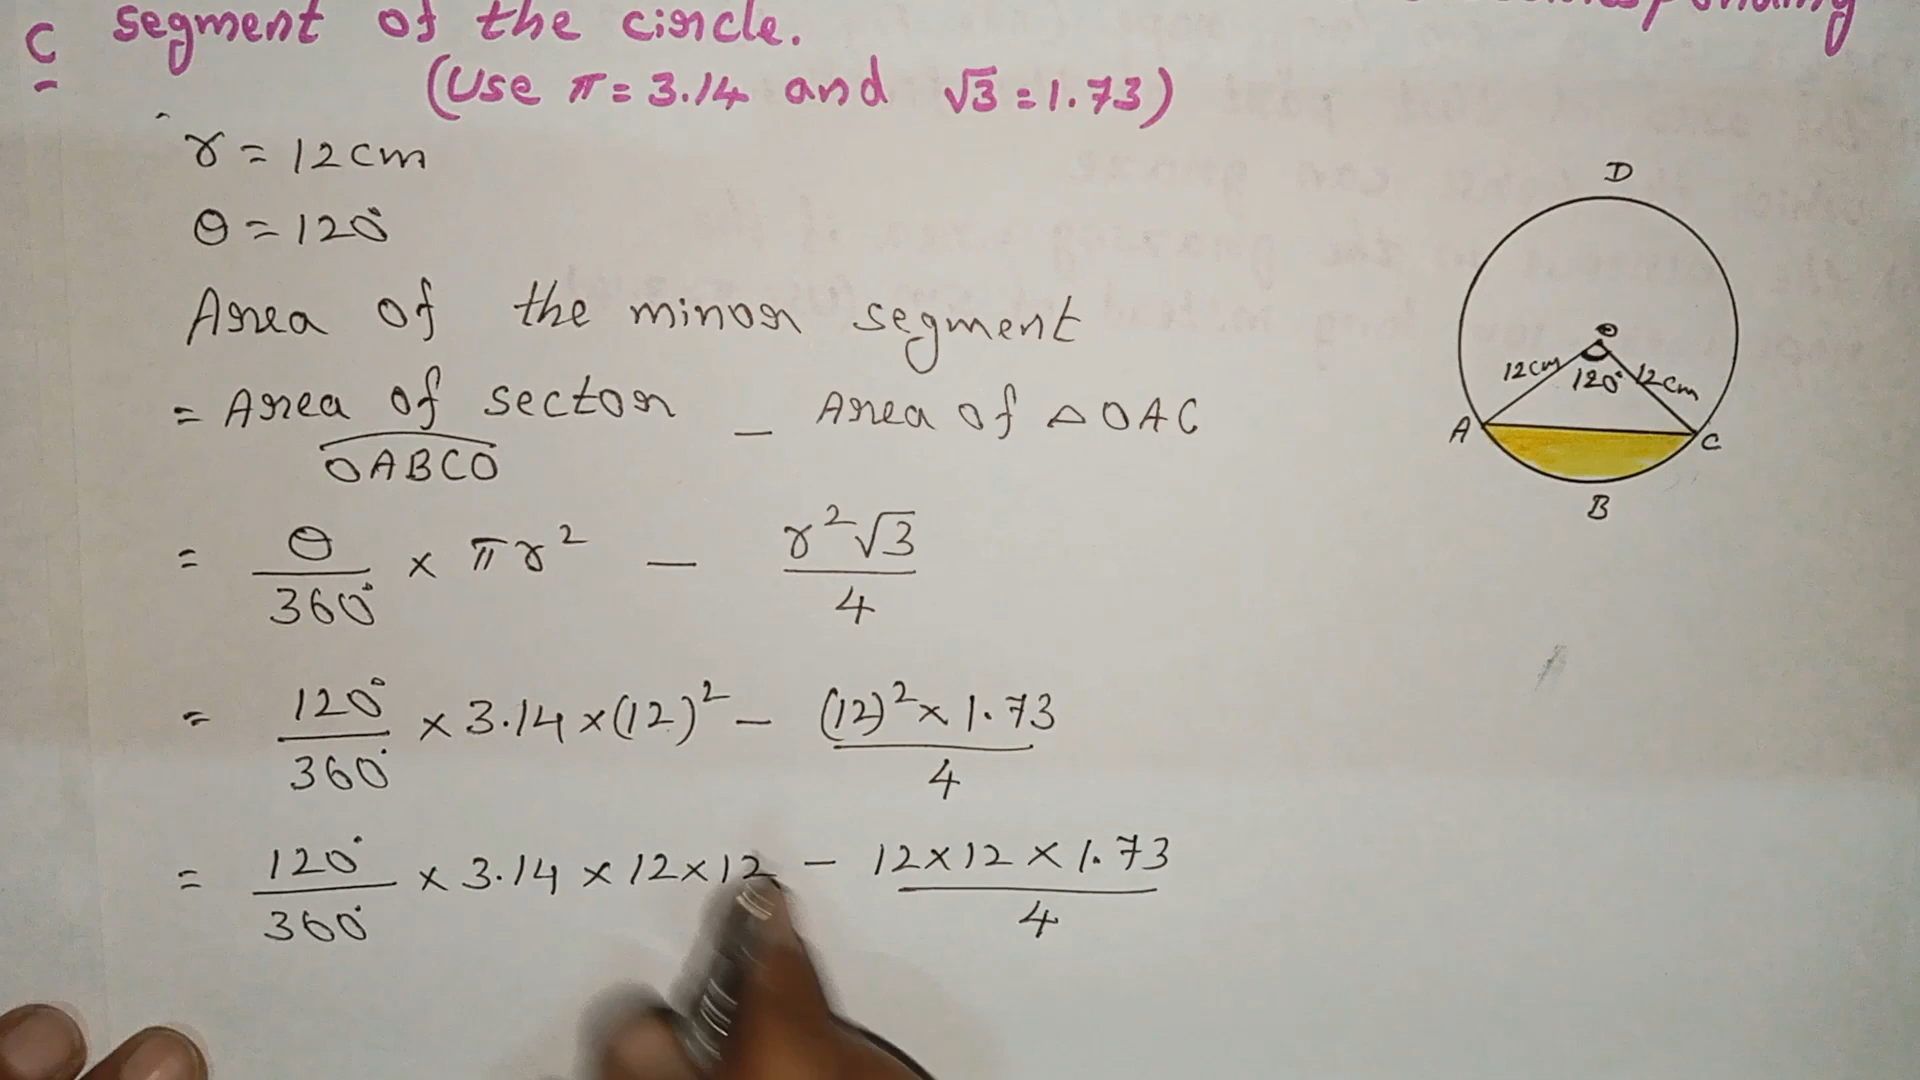 corresponding
C segment of the circle.
(Use π = 3.14 and √3 = 1.73)
r = 12cm
θ = 120°
Area of the minor segment
= Area of sector OABCO — Area of △OAC
= θ/360° × πr² — r²√3/4
= 120°/360° × 3.14 × (12)² — (12)² × 1.73/4
= 120°/360° × 3.14 × 12 × 12 — 12 × 12 × 1.73/4
D
O
12cm 120° 12cm
A C
B